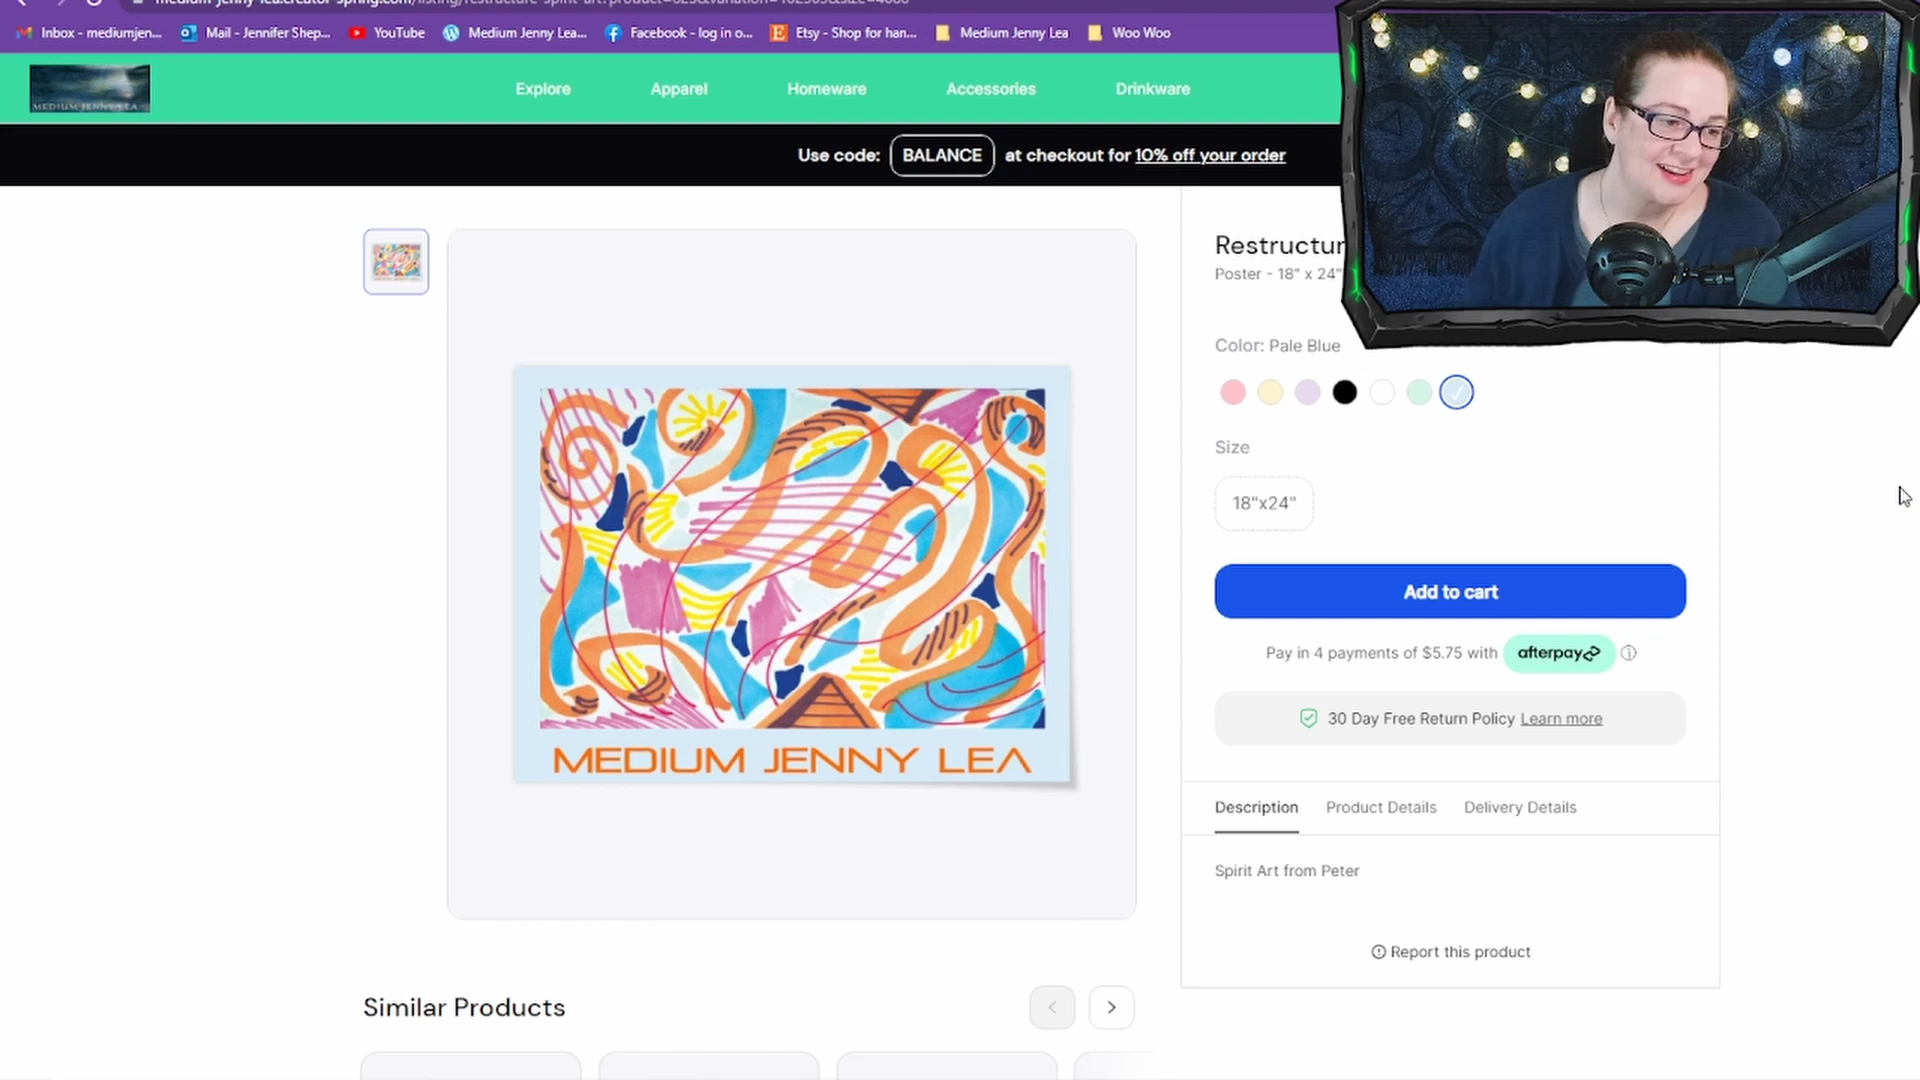 Inbox - mediumjen... Mail - Jennifer Shep... YouTube Medium Jenny Lea... Facebook - log in o... Etsy - Shop for han... Medium Jenny Lea Woo Woo
MEDIUM JENNY LEA
Explore Apparel Homeware Accessories Drinkware
Use code: BALANCE at checkout for 10% off your order
Poster - 18" x 24"
Color: Pale Blue
Size
18"x24"
Add to cart
Pay in 4 payments of $5.75 with afterpay
30 Day Free Return Policy Learn more
MEDIUM JENNY LEA
Description Product Details Delivery Details
Spirit Art from Peter
Report this product
Similar Products